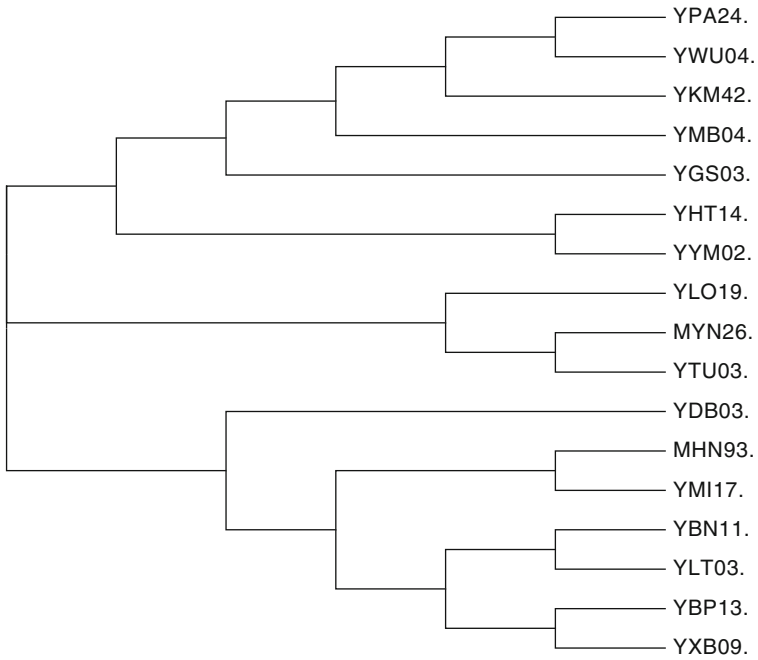 YPA24.
YWU04.
YKM42.
YMB04.
YGS03.
YHT14.
YYM02.
YLO19.
MYN26.
YTU03.
YDB03.
MHN93.
YMI17.
YBN11.
YLT03.
YBP13.
YXB09.